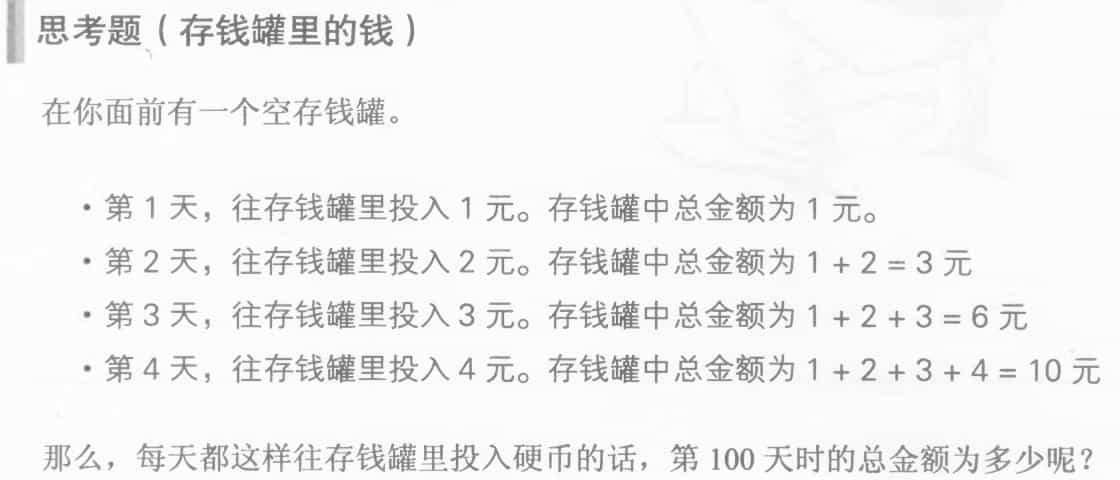 思考题（存钱罐里的钱）
在你面前有一个空存钱罐。
・第 1 天，往存钱罐里投入 1 元。存钱罐中总金额为 1 元。
・第 2 天，往存钱罐里投入 2 元。存钱罐中总金额为 1 + 2 = 3 元
・第 3 天，往存钱罐里投入 3 元。存钱罐中总金额为 1 + 2 + 3 = 6 元
・第 4 天，往存钱罐里投入 4 元。存钱罐中总金额为 1 + 2 + 3 + 4 = 10 元
那么，每天都这样往存钱罐里投入硬币的话，第 100 天时的总金额为多少呢？